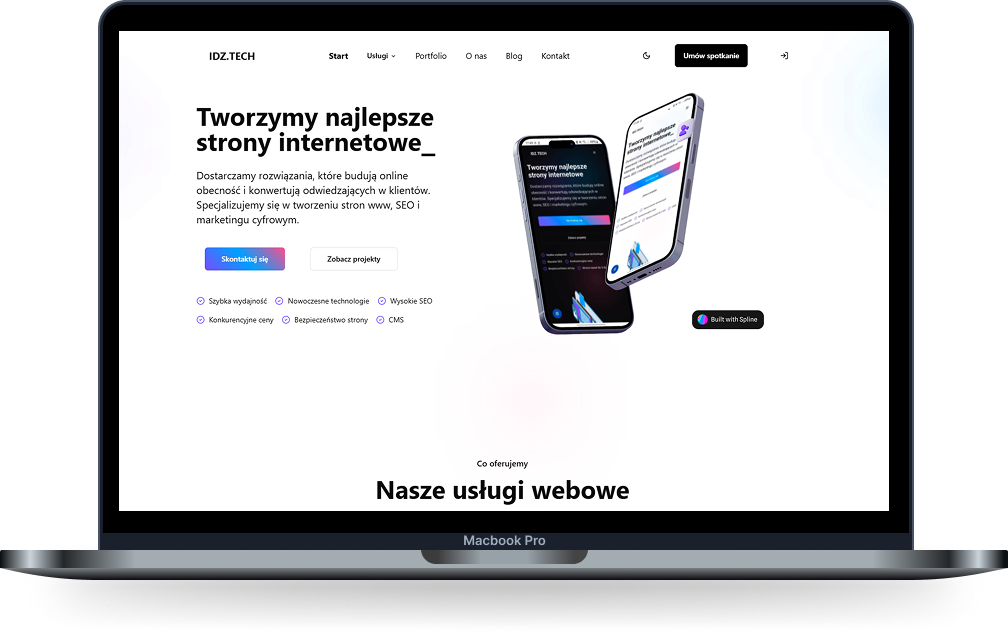 IDZ.TECH
Start
Usługi
Portfolio
O nas
Blog
Kontakt
Umów spotkanie
Tworzymy najlepsze
strony internetowe_
Dostarczamy rozwiązania, które budują online
obecność i konwertują odwiedzających w klientów.
Specjalizujemy się w tworzeniu stron www, SEO i
marketingu cyfrowym.
Skontaktuj się
Zobacz projekty
Szybka wydajność
Nowoczesne technologie
Wysokie SEO
Konkurencyjne ceny
Bezpieczeństwo strony
CMS
IDZ.TECH
Tworzymy najlepsze
strony internetowe
Tworzymy najlepsze
strony internetowe_
Built with Spline
Co oferujemy
Nasze usługi webowe
Macbook Pro